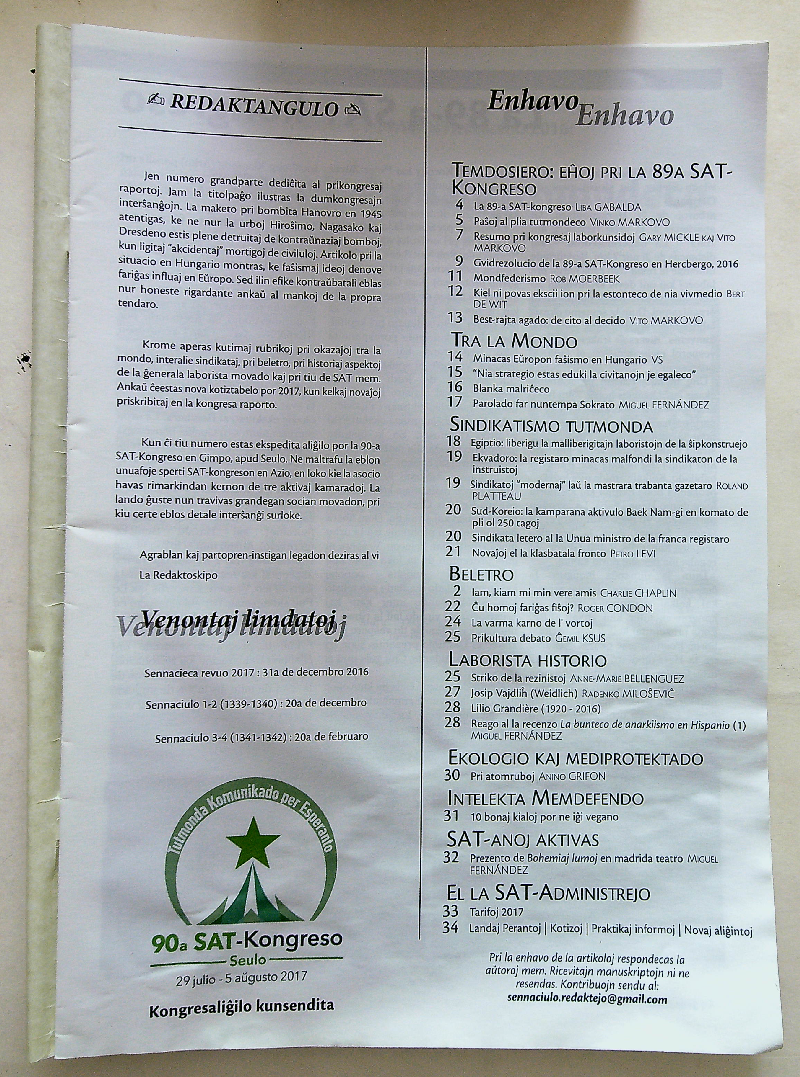 ✍ REDAKTANGULO ✍
Jen numero grandparte dediĉita al prikongresaj
raportoj. Jam la titolpaĝo ilustras la dumkongresajn
interŝanĝojn. La makero pri bombita Hanovro en 1945
atentigas, ke ne nur la urboj Hiroŝimo, Nagasako kaj
Dresdeno estis plene detruitaj de kontraŭnaziaj bomboj,
kun ligitaj "akcidentaj" mortigoj de civiluloj. Artikolo pri la
situacio en Hungario montras, ke faŝismaj ideoj denove
fariĝas influaj en Eŭropo. Sed ilin efike kontraŭbarali eblas
nur honeste rigardante ankaŭ al mankoj de la propra
tendaro.
Krome aperas kutimaj rubrikoj pri okazajoj tra la
mondo, interalie sindikataj, pri beletro, pri historiaj aspektoj
de la ĝenerala laborista movado kaj pri tiu de SAT mem.
Ankaŭ ĉeestas nova kotiztabelo por 2017, kun kelkaj novaĵoj
priskribitaj en la kongresa raporto.
Kun ĉi tiu numero estas ekspedita aliĝilo por la 90-a
SAT-Kongreso en Gimpo, apud Seulo. Ne maltrafu la eblon
unuafoje sperti SAT-kongreson en Azio, en loko kie la asocio
havas rimarkindan kernon de tre aktivaj kamaradoj. La
lando ĝuste nun travivas grandegan socian movadon, pri
kiu certe eblos detale interŝanĝi surloke.
Agrablan kaj partopren-instigan legadon deziras al vi
La Redaktoskipo
Venontaj limdatoj
Sennacieca revuo 2017 : 31a de decembro 2016
Sennaciulo 1-2 (1339-1340) : 20a de decembro
Sennaciulo 3-4 (1341-1342) : 20a de februaro
Tutmonda Komunikado per Esperanto
90a SAT-Kongreso
Seulo
29 julio - 5 aŭgusto 2017
Kongresaliĝilo kunsendita
Enhavo
TEMDOSIERO: EĤOJ PRI LA 89A SAT-
KONGRESO
4 La 89-a SAT-kongreso LIBA GABALDA
5 Paŝoj al plia tutmondeco VINKO MARKOVO
7 Resumo pri kongresaj laborkunsidoj GARY MICKLE KAJ VITO
MARKOVO
9 Gvidrezolucio de la 89-a SAT-Kongreso en Hercbergo, 2016
11 Mondfederismo ROB MOERBEEK
12 Kiel ni povas ekscii ion pri la estonteco de nia vivmedio BERT
DE WIT
13 Best-rajta agado: de cito al decido VITO MARKOVO
TRA LA MONDO
14 Minacas Eŭropon faŝismo en Hungario VS
15 "Nia strategio estas eduki la civitanojn je egaleco"
16 Blanka malriĉeco
17 Parolado far nuntempa Sokrato MIGUEL FERNÁNDEZ
SINDIKATISMO TUTMONDA
18 Egiptio: liberigu la malliberigitajn laboristojn de la ŝipkonstruejo
19 Ekvadoro: la registaro minacas malfondi la sindikaton de la
instruistoj
19 Sindikatoj "modernaj" laŭ la mastrara trabanta gazetaro ROLAND
PLATTEAU
20 Sud-Koreio: la kamparana aktivulo Baek Nam-gi en komato de
pli ol 250 tagoj
20 Sindikata letero al la Unua ministro de la franca registaro
21 Novaĵoj el la klasbatala fronto PETRO LEVI
BELETRO
2 Iam, kiam mi min vere amis CHARLIE CHAPLIN
22 Ĉu homoj fariĝas fiŝoj? ROGER CONDON
24 La varma karno de l' vortoj
25 Prikultura debato ĜEMIL KSUS
LABORISTA HISTORIO
25 Striko de la rezinistoj ANNE-MARIE BELLENGUEZ
27 Josip Vajdliĥ (Weidlich) RADENKO MILOŠEVIĆ
28 Lilio Grandière (1920 - 2016)
28 Reago al la recenzo La bunteco de anarkiismo en Hispanio (1)
MIGUEL FERNÁNDEZ
EKOLOGIO KAJ MEDIPROTEKTADO
30 Pri atomruboj ANINO GRIFON
INTELEKTA MEMDEFENDO
31 10 bonaj kialoj por ne iĝi vegano
SAT-ANOJ AKTIVAS
32 Prezento de Bohemiaj lumoj en madrida teatro MIGUEL
FERNÁNDEZ
EL LA SAT-ADMINISTREJO
33 Tarifoj 2017
34 Landaj Perantoj | Kotizoj | Praktikaj informoj | Novaj aliĝintoj
Pri la enhavo de la artikoloj respondecas la
aŭtoroj mem. Ricevitajn manuskriptojn ni ne
resendas. Kontribuojn sendu al:
sennaciulo.redaktejo@gmail.com